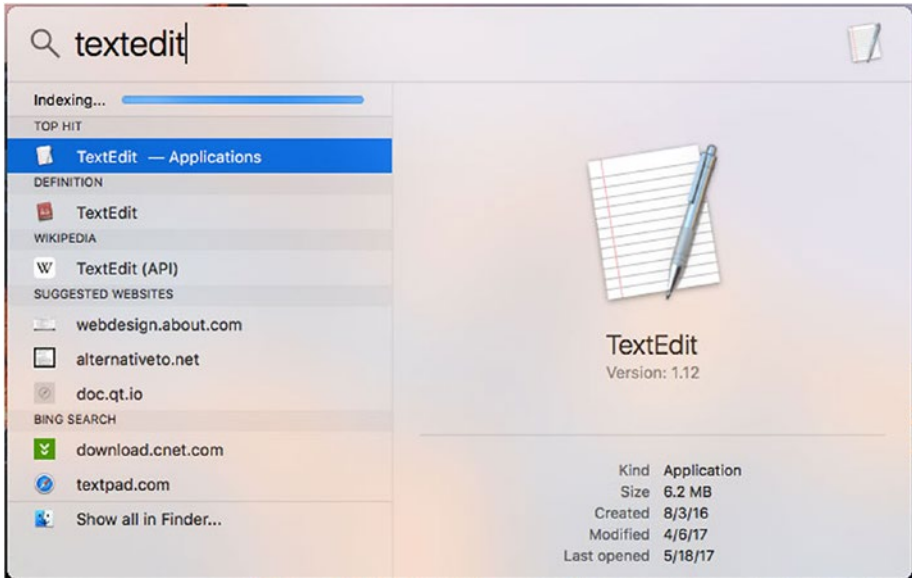 textedit
Indexing...
TOP HIT
TextEdit — Applications
DEFINITION
TextEdit
WIKIPEDIA
W TextEdit (API)
SUGGESTED WEBSITES
webdesign.about.com
alternativeto.net
doc.qt.io
BING SEARCH
download.cnet.com
textpad.com
Show all in Finder...
TextEdit
Version: 1.12
Kind Application
Size 6.2 MB
Created 8/3/16
Modified 4/6/17
Last opened 5/18/17